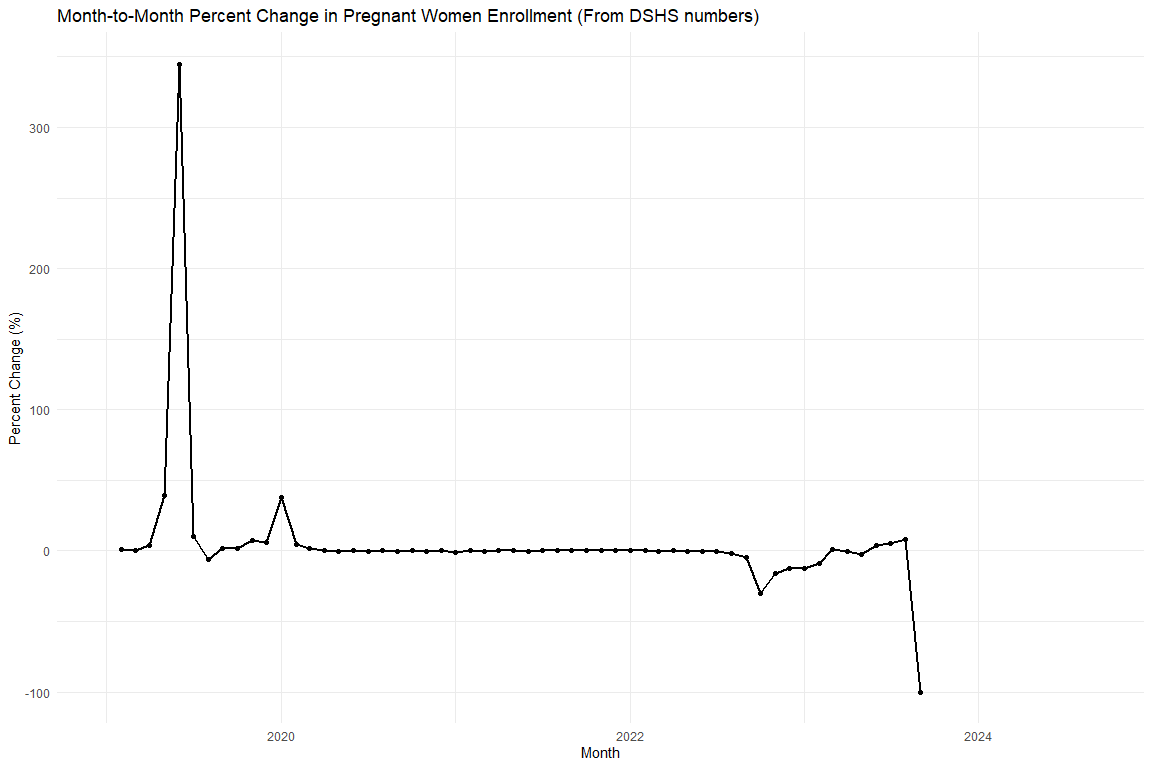 Month-to-Month Percent Change in Pregnant Women Enrollment (From DSHS numbers)
Percent Change (%)
300
200
100
0
-100
2020
2022
2024
Month